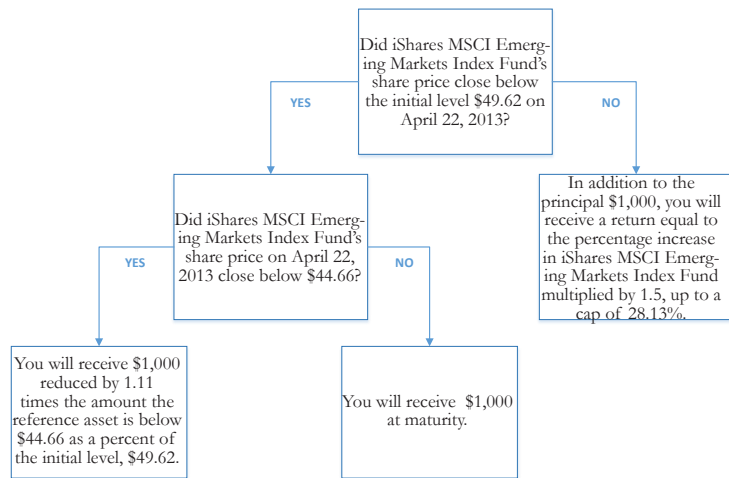 Did iShares MSCI Emerg-
ing Markets Index Fund's
share price close below
the initial level $49.62 on
April 22, 2013?
YES
NO
Did iShares MSCI Emerg-
ing Markets Index Fund's
share price on April 22,
2013 close below $44.66?
In addition to the
principal $1,000, you will
receive a return equal to
the percentage increase
in iShares MSCI Emerg-
ing Markets Index Fund
multiplied by 1.5, up to a
cap of 28.13%.
YES
NO
You will receive $1,000
reduced by 1.11
times the amount the
reference asset is below
$44.66 as a percent of
the initial level, $49.62.
You will receive $1,000
at maturity.